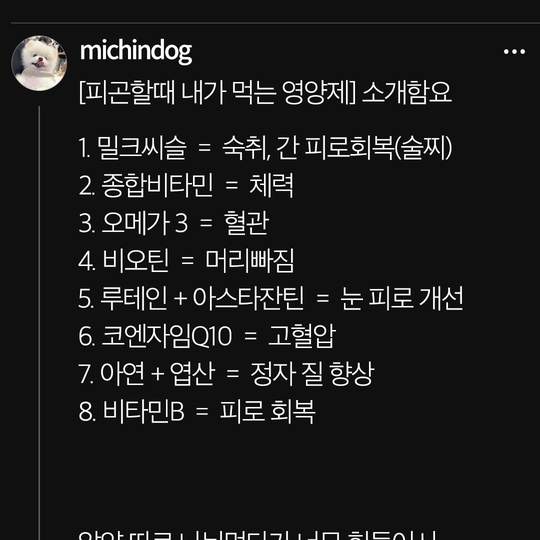 michindog
[피곤할때 내가 먹는 영양제] 소개함요
1. 밀크씨슬 = 숙취, 간 피로회복(술찌)
2. 종합비타민 = 체력
3. 오메가 3 = 혈관
4. 비오틴 = 머리빠짐
5. 루테인 + 아스타잔틴 = 눈 피로 개선
6. 코엔자임Q10 = 고혈압
7. 아연 + 엽산 = 정자 질 향상
8. 비타민B = 피로 회복